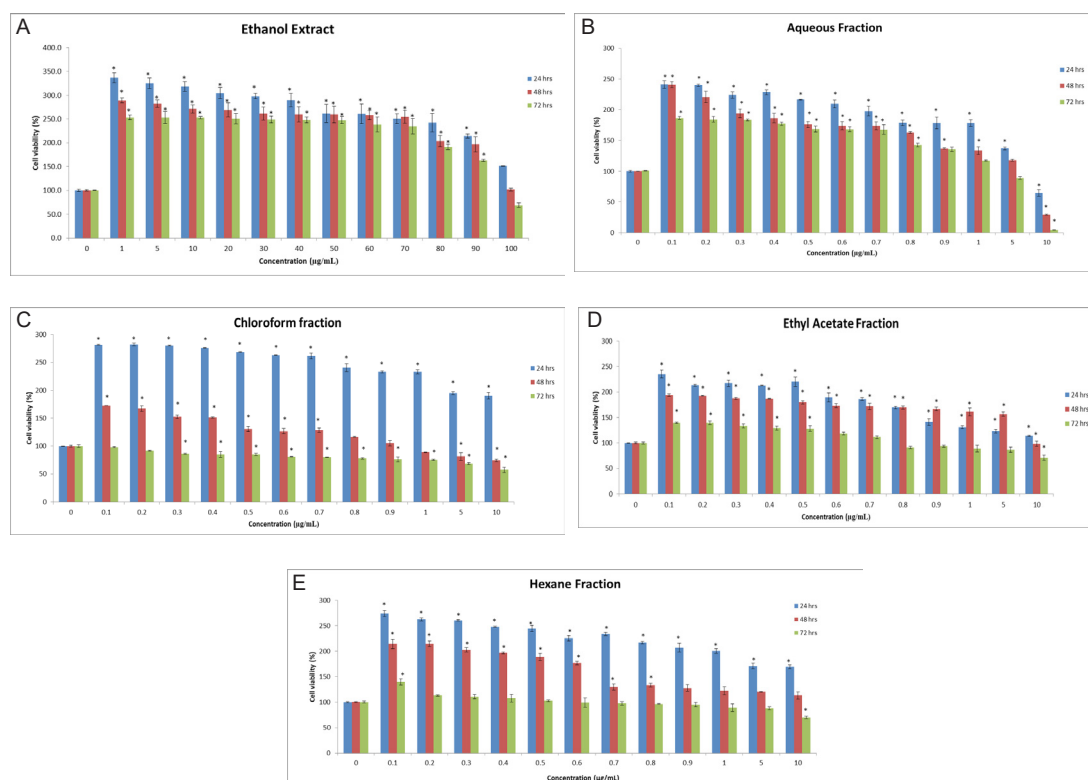 A
Ethanol Extract
400.0
350.0
300.0
250.0
200.0
150.0
100.0
50.0
0.0
Cell viability (%)
0 1 5 10 20 30 40 50 60 70 80 90 100
Concentration (µg/mL)
24 hrs
48 hrs
72 hrs
B
Aqueous Fraction
300
250
200
150
100
50
0
Cell viability (%)
0 0.1 0.2 0.3 0.4 0.5 0.6 0.7 0.8 0.9 1 5 10
Concentration (µg/mL)
24 hrs
48 hrs
72 hrs
C
Chloroform fraction
300
250
200
150
100
50
0
Cell viability (%)
0 0.1 0.2 0.3 0.4 0.5 0.6 0.7 0.8 0.9 1 5 10
Concentration (µg/mL)
24 hrs
48 hrs
72 hrs
D
Ethyl Acetate Fraction
300
250
200
150
100
50
0
Cell viability (%)
0 0.1 0.2 0.3 0.4 0.5 0.6 0.7 0.8 0.9 1 5 10
Concentration (µg/mL)
24 hrs
48 hrs
72 hrs
E
Hexane Fraction
300
250
200
150
100
50
0
Cell viability (%)
0 0.1 0.2 0.3 0.4 0.5 0.6 0.7 0.8 0.9 1 5 10
Concentration (µg/mL)
24 hrs
48 hrs
72 hrs